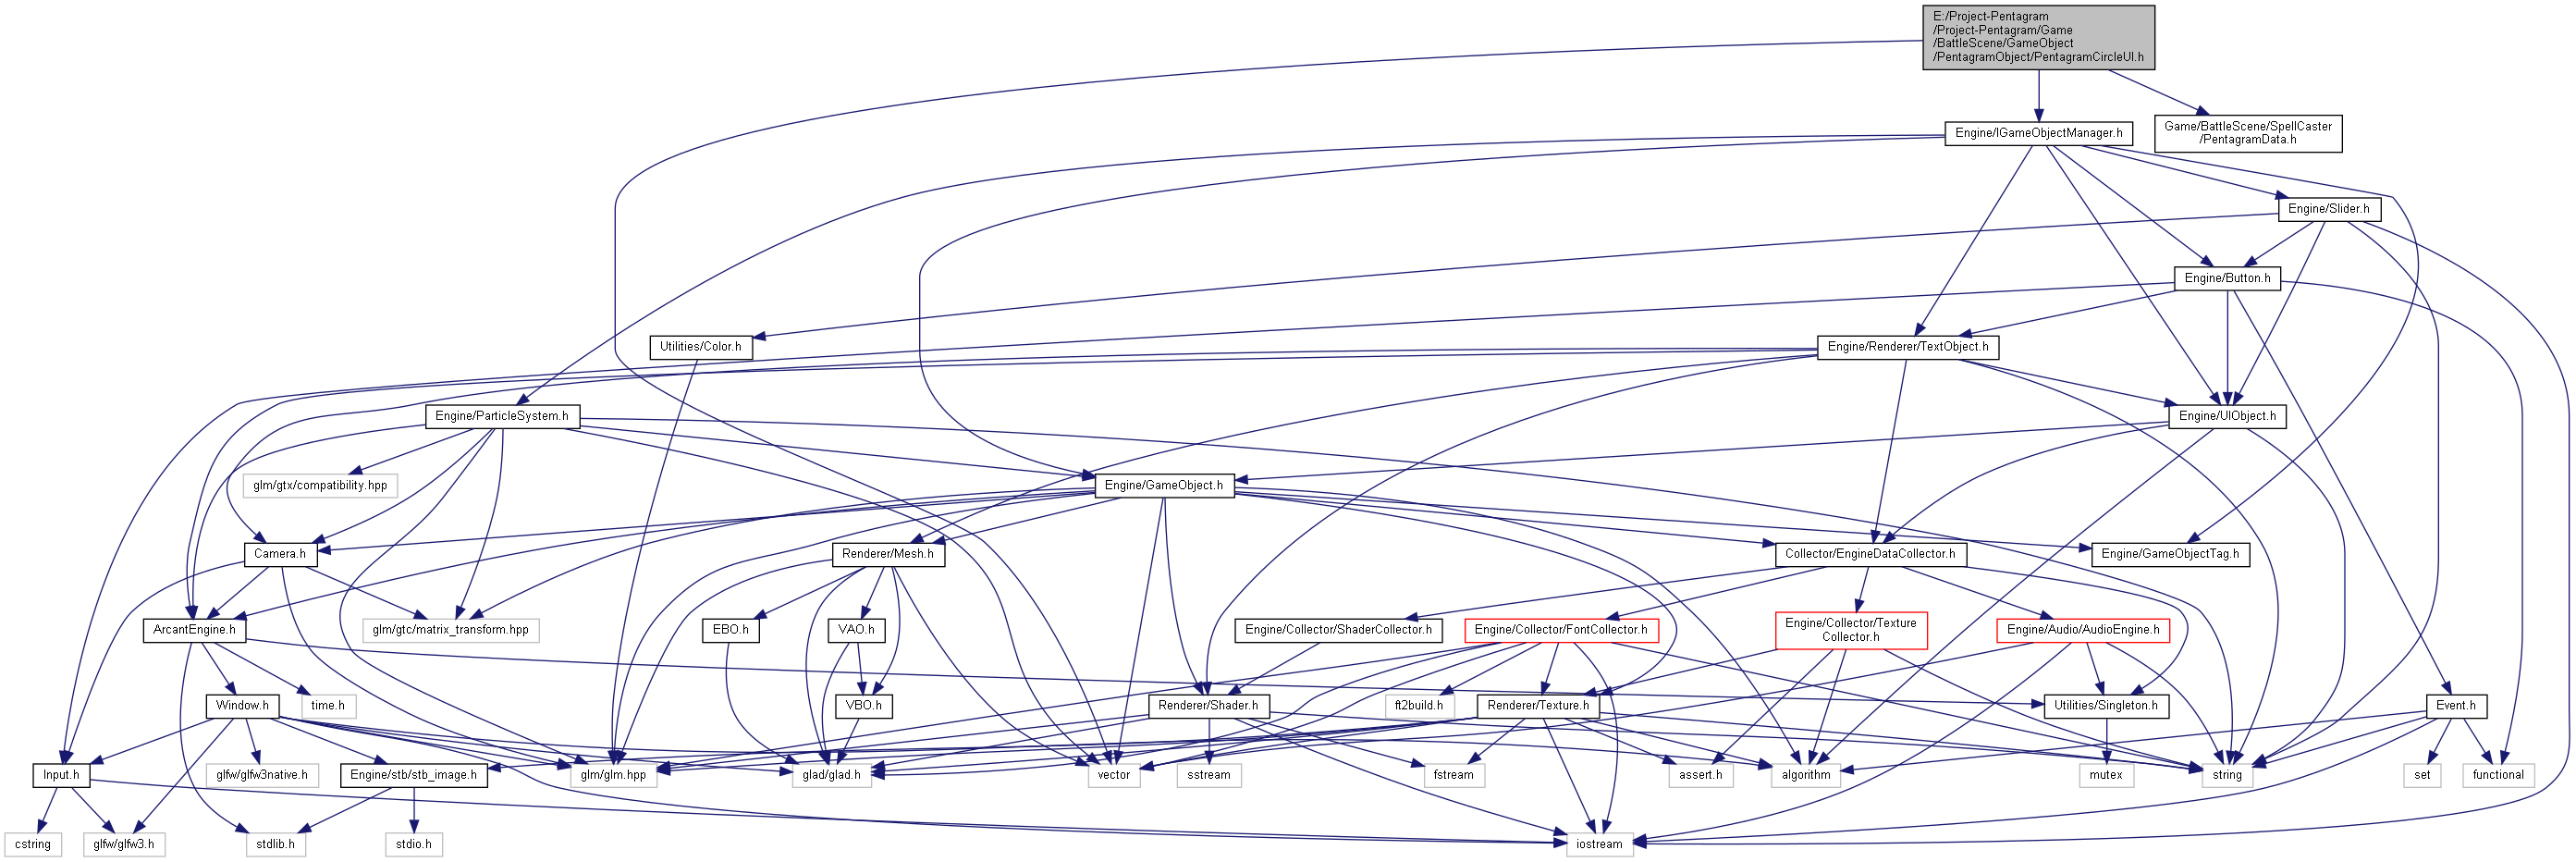 E:/Project-Pentagram
/Project-Pentagram/Game
/BattleScene/GameObject
/PentagramObject/PentagramCircleUI.h
Engine/IGameObjectManager.h
Game/BattleScene/SpellCaster
/PentagramData.h
Engine/Slider.h
Engine/Button.h
Utilities/Color.h
Engine/Renderer/TextObject.h
Engine/ParticleSystem.h
Engine/UIObject.h
glm/gtx/compatibility.hpp
Engine/GameObject.h
Camera.h
Renderer/Mesh.h
Collector/EngineDataCollector.h
Engine/GameObjectTag.h
ArcantEngine.h
glm/gtc/matrix_transform.hpp
EBO.h
VAO.h
Engine/Collector/ShaderCollector.h
Engine/Collector/FontCollector.h
Engine/Collector/Texture
Collector.h
Engine/Audio/AudioEngine.h
Window.h
time.h
VBO.h
Renderer/Shader.h
ft2build.h
Renderer/Texture.h
Utilities/Singleton.h
Event.h
Input.h
glfw/glfw3native.h
Engine/stb/stb_image.h
glm/glm.hpp
glad/glad.h
vector
sstream
fstream
assert.h
algorithm
mutex
string
set
functional
cstring
glfw/glfw3.h
stdlib.h
stdio.h
iostream